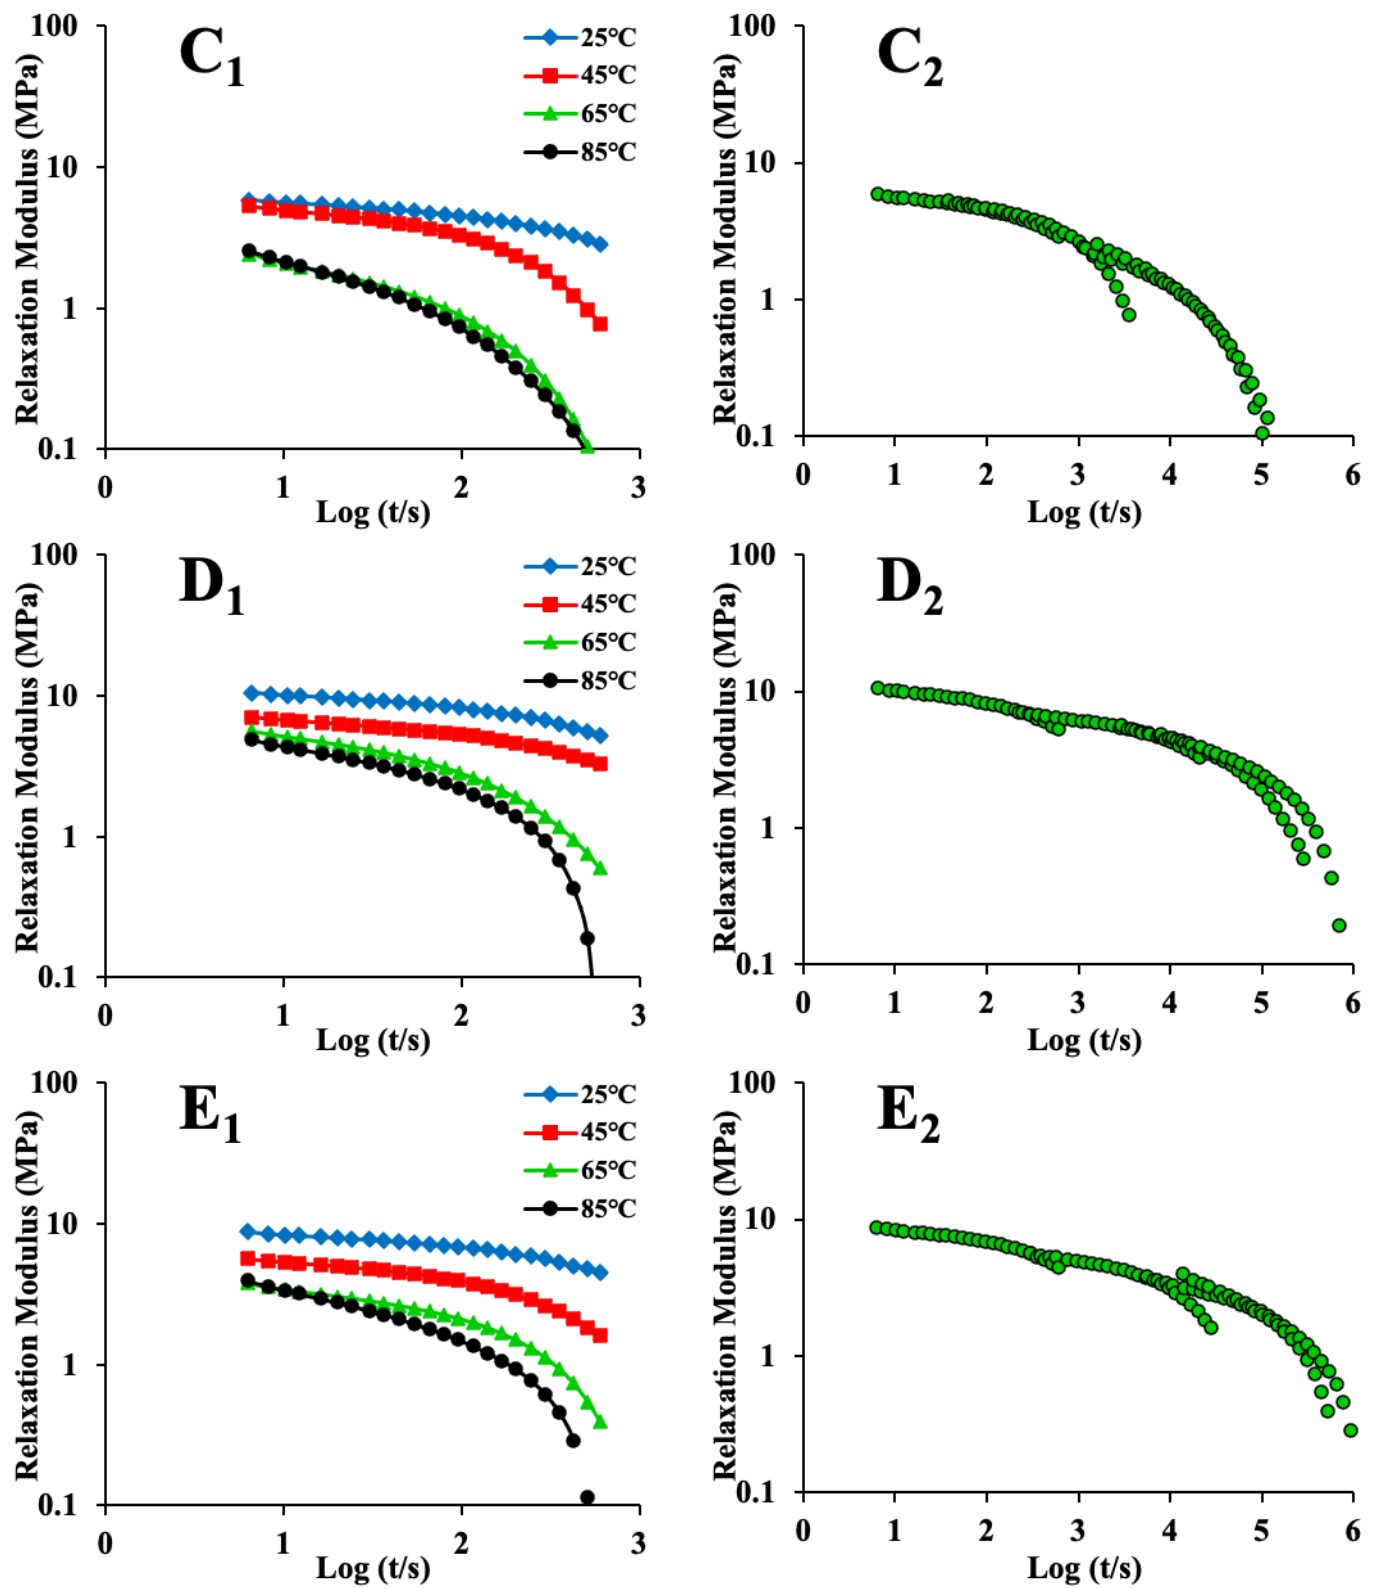 C1
25°C
45°C
65°C
85°C
Relaxation Modulus (MPa)
100
10
1
0.1
0 1 2 3
Log (t/s)
C2
Relaxation Modulus (MPa)
100
10
1
0.1
0 1 2 3 4 5 6
Log (t/s)
D1
25°C
45°C
65°C
85°C
Relaxation Modulus (MPa)
100
10
1
0.1
0 1 2 3
Log (t/s)
D2
Relaxation Modulus (MPa)
100
10
1
0.1
0 1 2 3 4 5 6
Log (t/s)
E1
25°C
45°C
65°C
85°C
Relaxation Modulus (MPa)
100
10
1
0.1
0 1 2 3
Log (t/s)
E2
Relaxation Modulus (MPa)
100
10
1
0.1
0 1 2 3 4 5 6
Log (t/s)